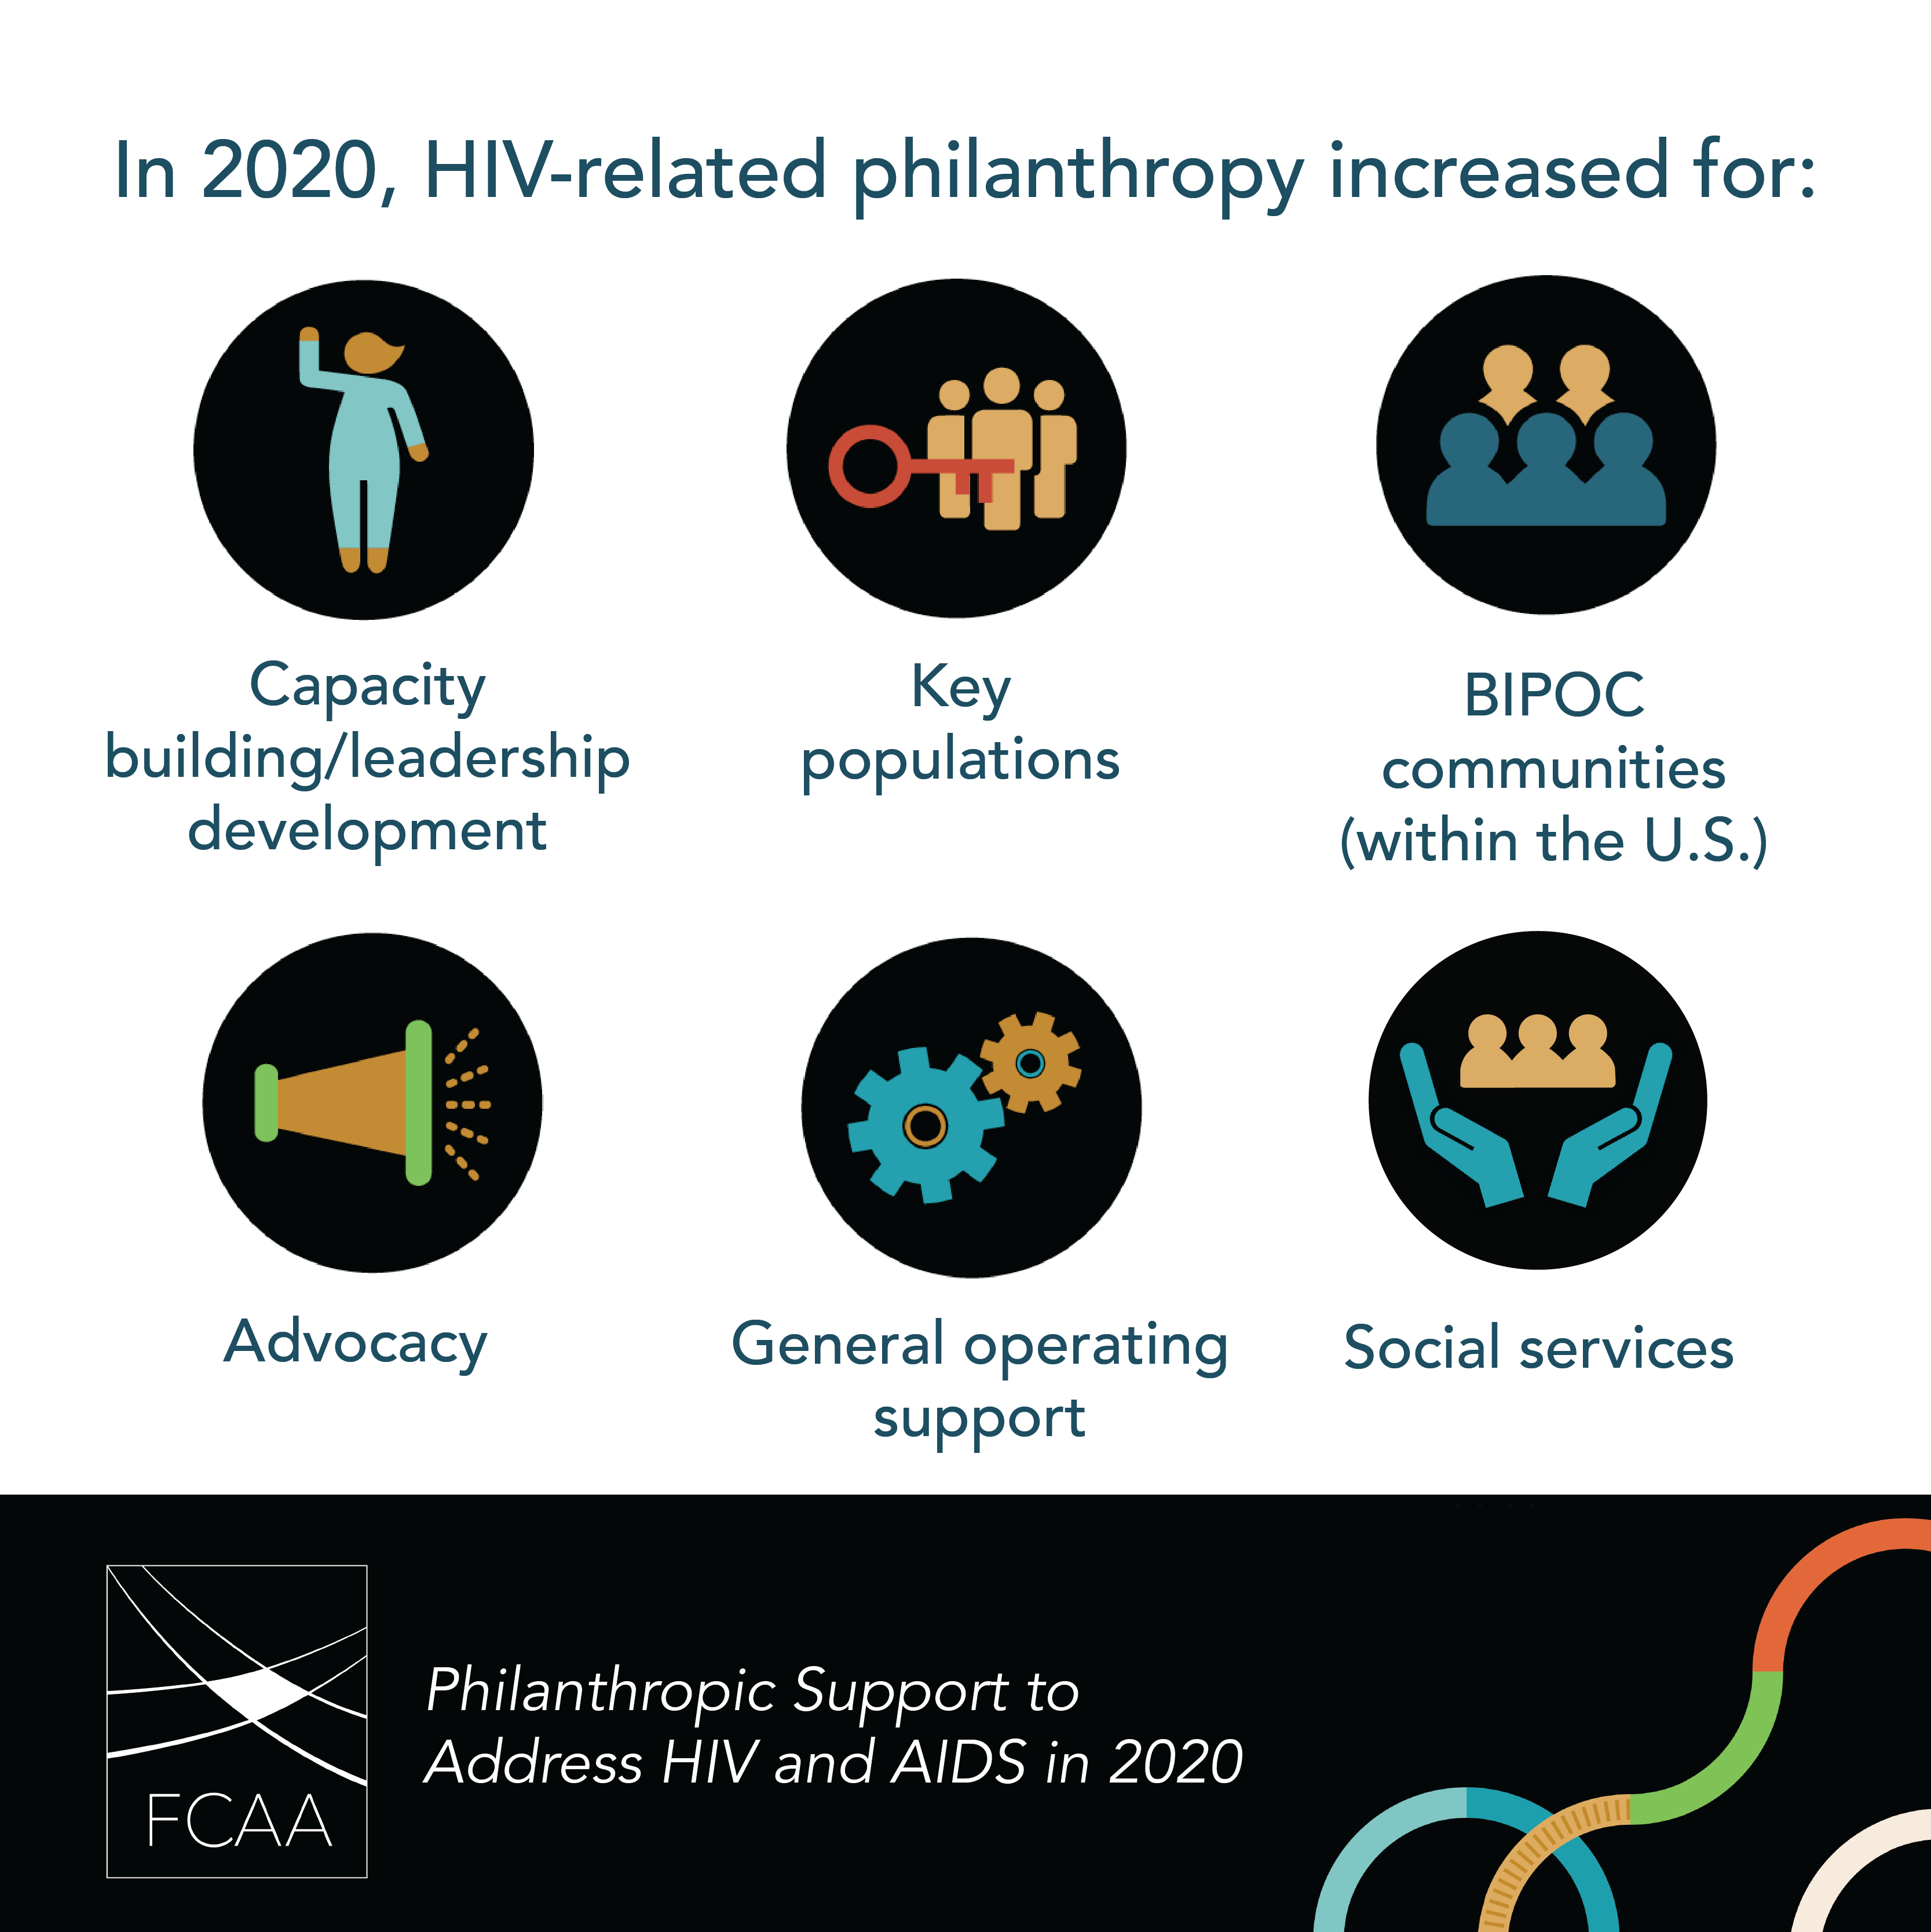 In 2020, HIV-related philanthropy increased for:
Capacity
building/leadership
development
Key
populations
BIPOC
communities
(within the U.S.)
Advocacy
General operating
support
Social services
FCAA
Philanthropic Support to
Address HIV and AIDS in 2020